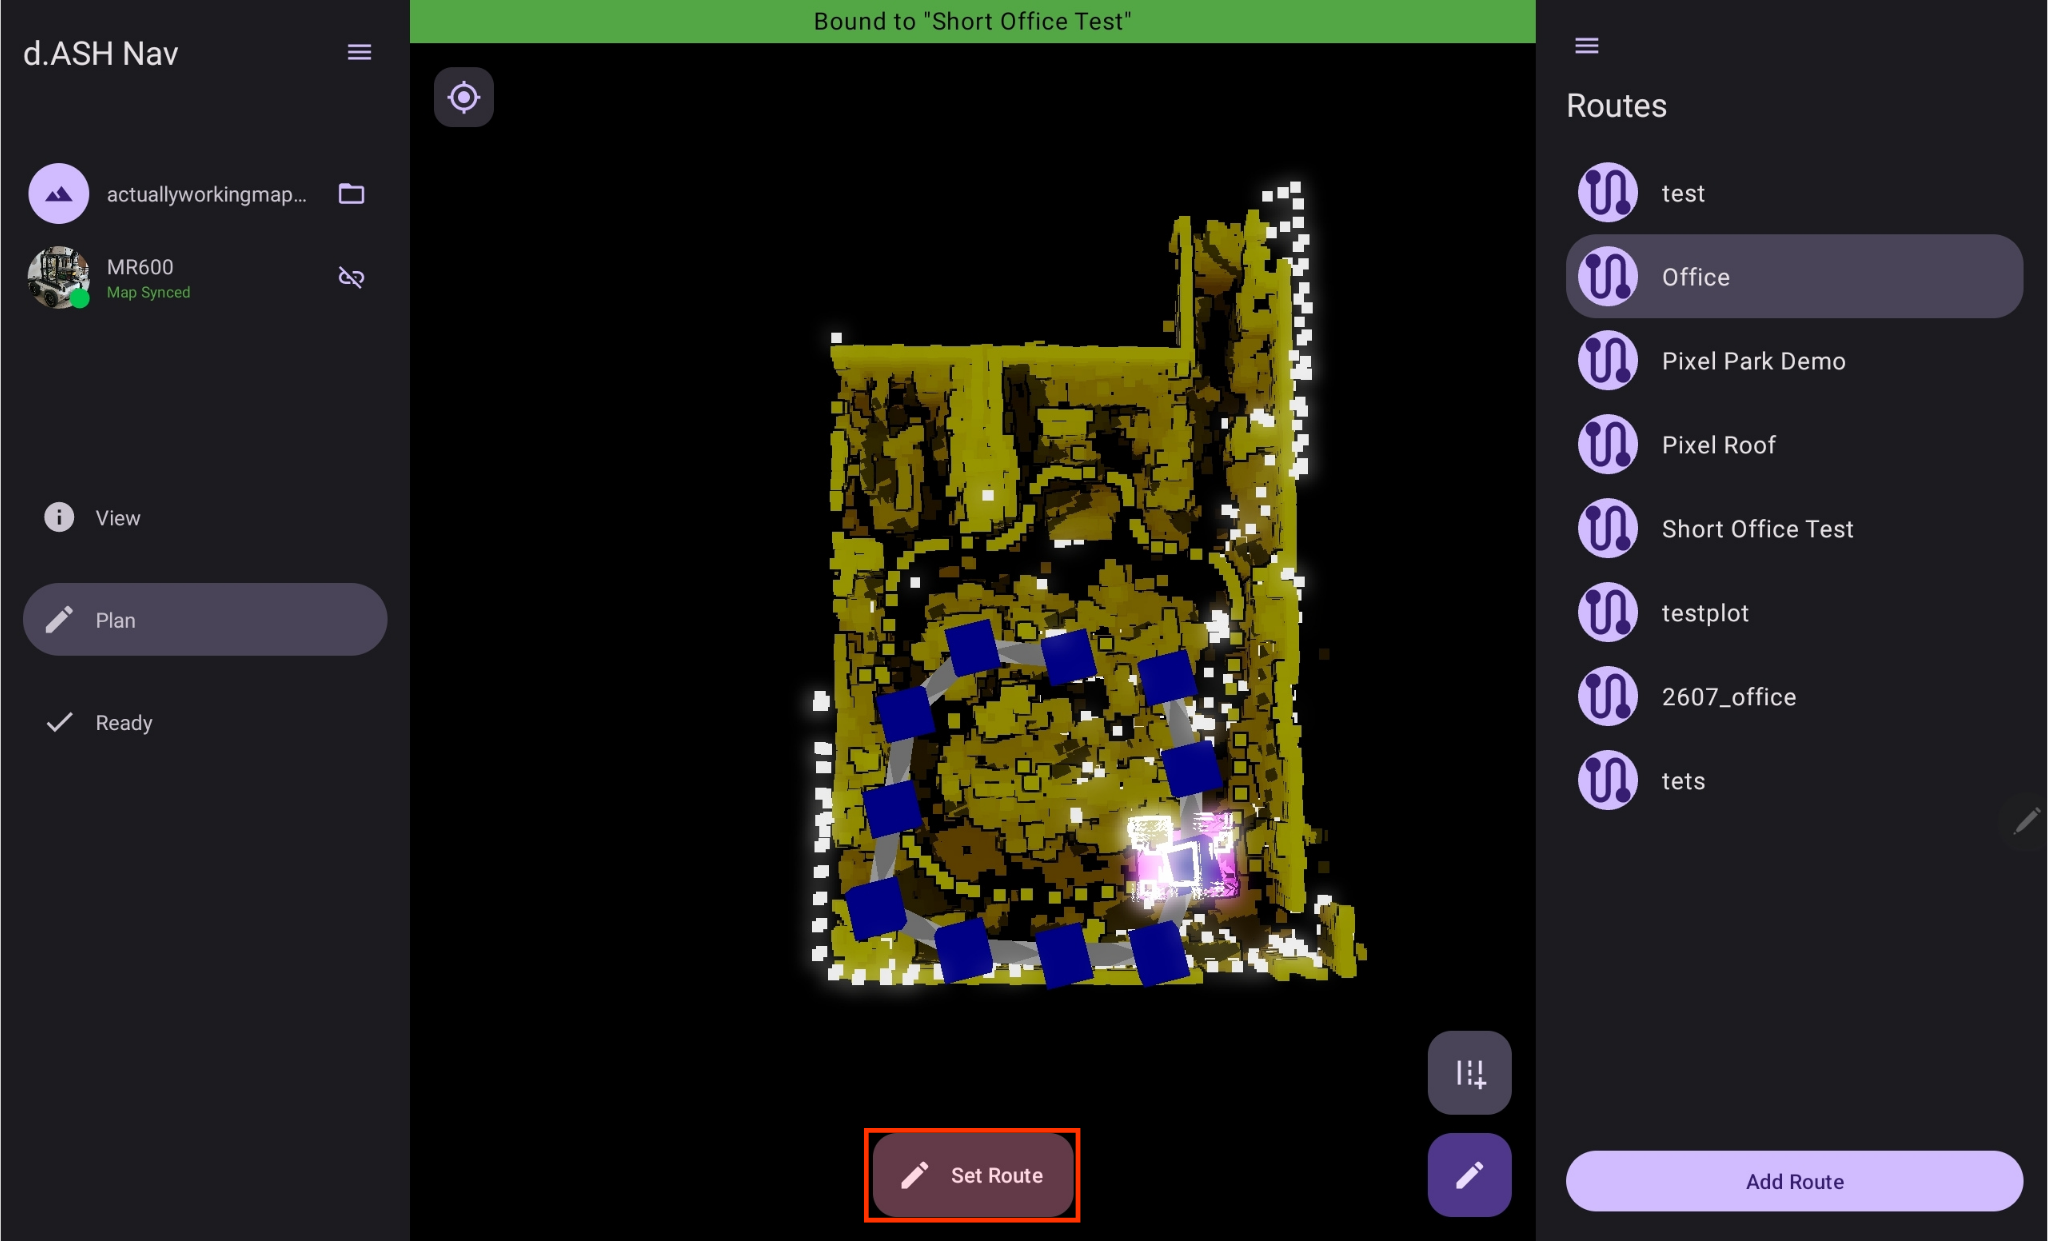 d.ASH Nav
actuallyworkingmap...
MR600
Map Synced
View
Plan
Ready
Bound to "Short Office Test"
Set Route
Routes
test
Office
Pixel Park Demo
Pixel Roof
Short Office Test
testplot
2607_office
tets
Add Route